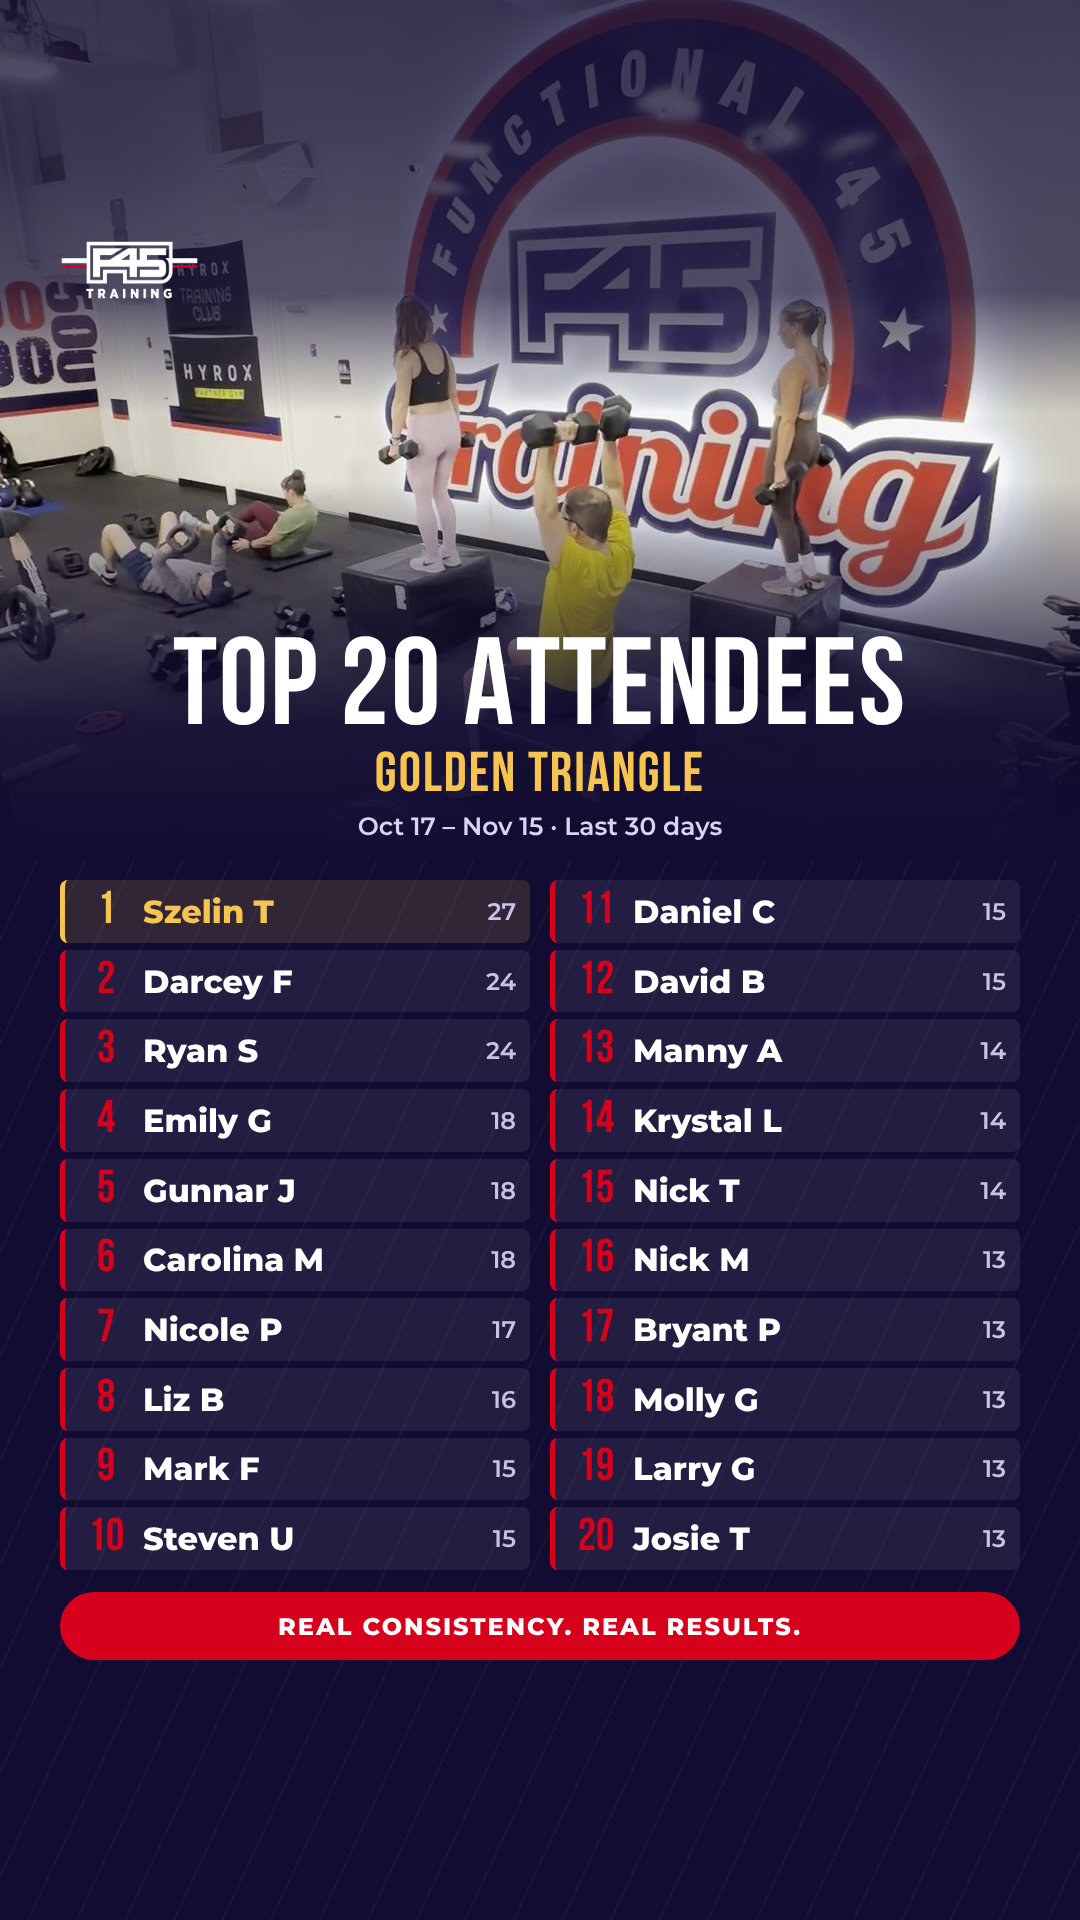 FUNCTIONAL 45
F45
TRAINING
HYROX
TRAINING
CLUB
HYROX
PARTNER GYM
F45
Training
TOP 20 ATTENDEES
GOLDEN TRIANGLE
Oct 17 – Nov 15 · Last 30 days
1 Szelin T 27
2 Darcey F 24
3 Ryan S 24
4 Emily G 18
5 Gunnar J 18
6 Carolina M 18
7 Nicole P 17
8 Liz B 16
9 Mark F 15
10 Steven U 15
11 Daniel C 15
12 David B 15
13 Manny A 14
14 Krystal L 14
15 Nick T 14
16 Nick M 13
17 Bryant P 13
18 Molly G 13
19 Larry G 13
20 Josie T 13
REAL CONSISTENCY. REAL RESULTS.